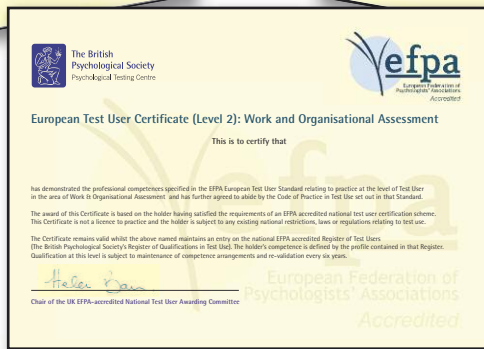 The British
Psychological Society
Psychological Testing Centre
efpa
European Federation of
Psychologists' Associations
Accredited
European Test User Certificate (Level 2): Work and Organisational Assessment
This is to certify that
has demonstrated the professional competences specified in the EFPA European Test User Standard relating to practice at the level of Test User
in the area of Work & Organisational Assessment and has further agreed to abide by the Code of Practice in Test Use set out in that Standard.
The award of this Certificate is based on the holder having satisfied the requirements of an EFPA accredited national test user certification scheme.
This Certificate is not a licence to practice and the holder is subject to any existing national restrictions, laws or regulations relating to test use.
The Certificate remains valid whilst the above named maintains an entry on the national EFPA accredited Register of Test Users
(The British Psychological Society's Register of Qualifications in Test Use). The holder's competence is defined by the profile contained in that Register.
Qualification at this level is subject to maintenance of competence arrangements and re-validation every six years.
Chair of the UK EFPA-accredited National Test User Awarding Committee
efpa
European Federation of
Psychologists' Associations
Accredited